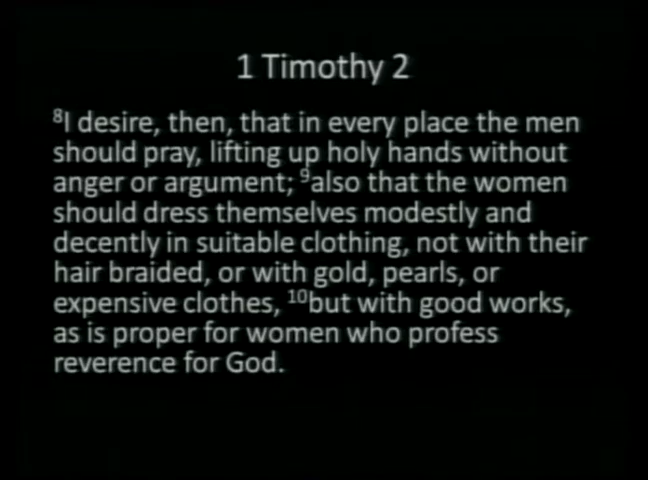 1 Timothy 2
⁸I desire, then, that in every place the men
should pray, lifting up holy hands without
anger or argument; ⁹also that the women
should dress themselves modestly and
decently in suitable clothing, not with their
hair braided, or with gold, pearls, or
expensive clothes, ¹⁰but with good works,
as is proper for women who profess
reverence for God.